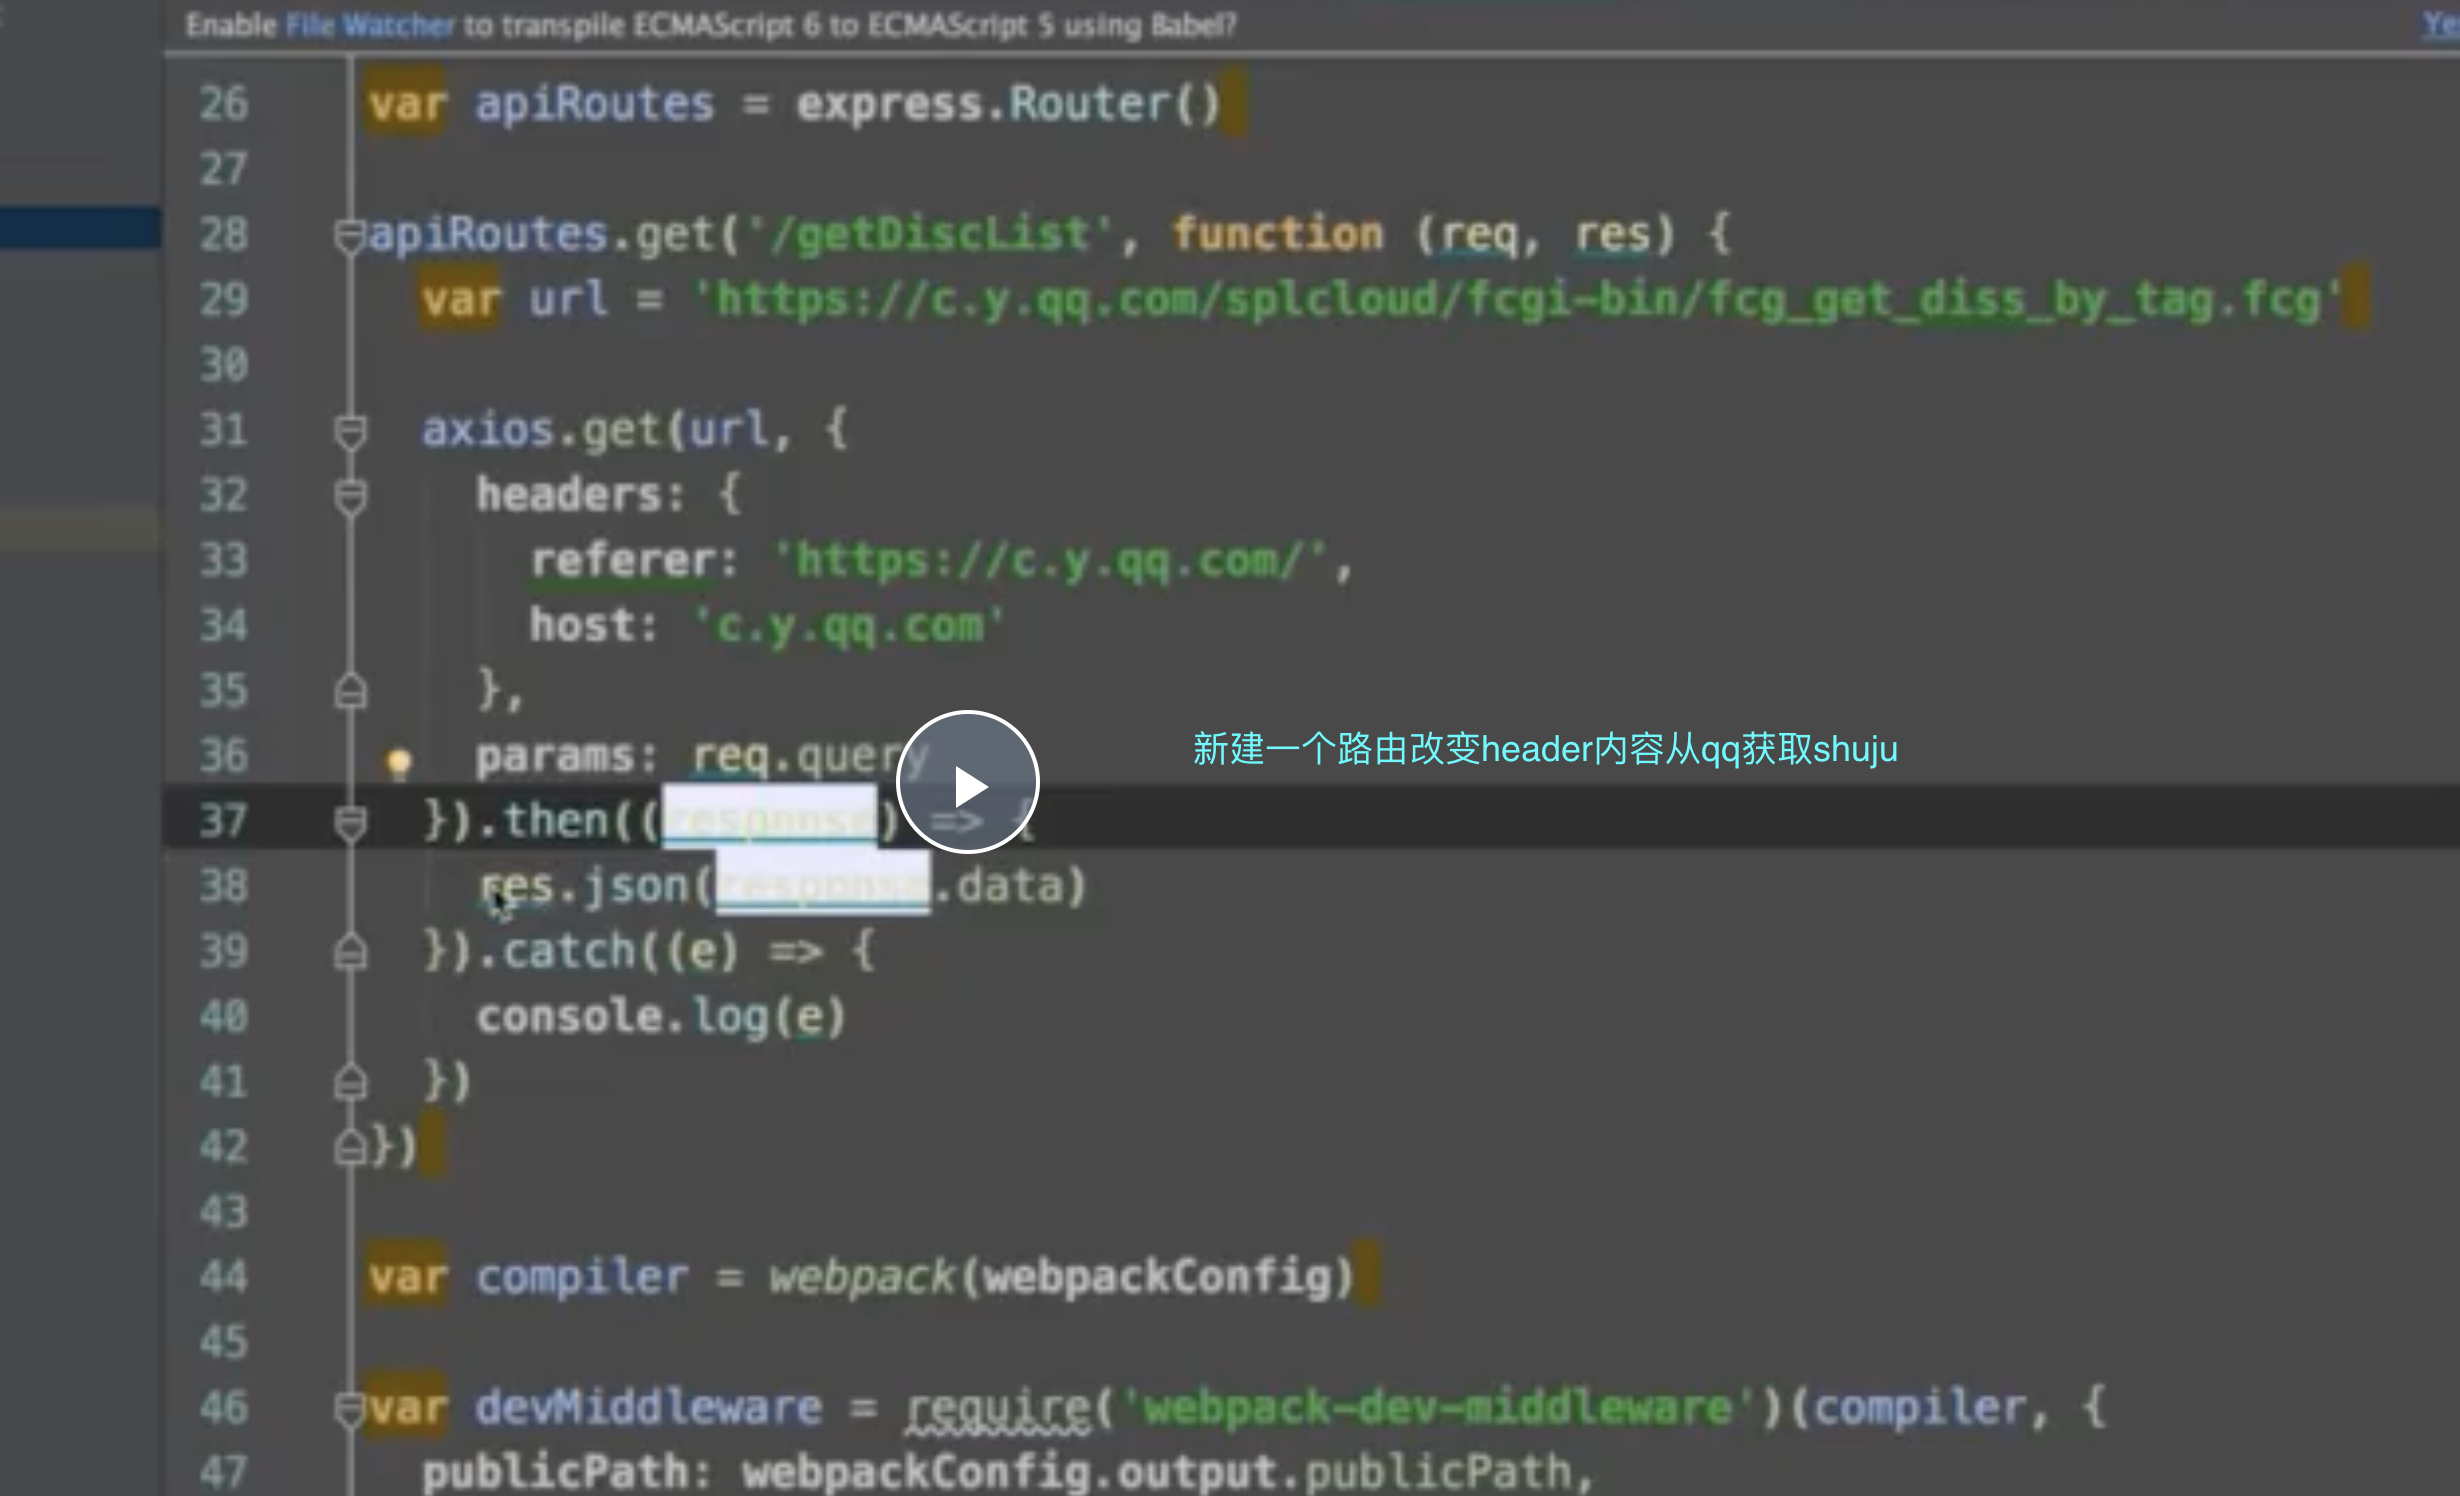 Enable File Watcher to transpile ECMAScript 6 to ECMAScript 5 using Babel?
26 var apiRoutes = express.Router()
27
28 apiRoutes.get('/getDiscList', function (req, res) {
29 var url = 'https://c.y.qq.com/splcloud/fcgi-bin/fcg_get_diss_by_tag.fcg'
30
31 axios.get(url, {
32 headers: {
33 referer: 'https://c.y.qq.com/',
34 host: 'c.y.qq.com'
35 },
36 params: req.query
新建一个路由改变header内容从qq获取shuju
37 }).then((response) => {
38 res.json(response.data)
39 }).catch((e) => {
40 console.log(e)
41 })
42 })
43
44 var compiler = webpack(webpackConfig)
45
46 var devMiddleware = require('webpack-dev-middleware')(compiler, {
47 publicPath: webpackConfig.output.publicPath,